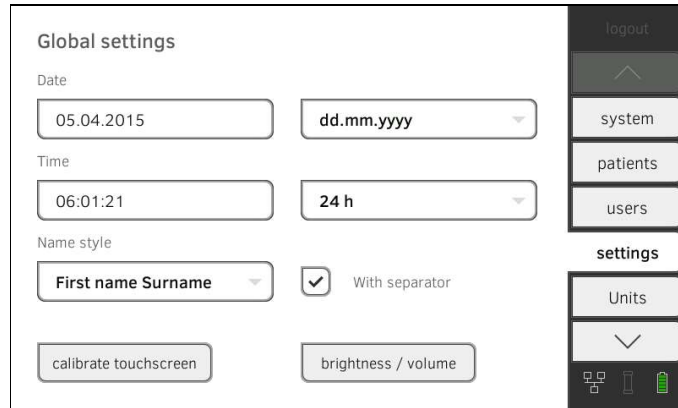 Global settings
Date
05.04.2015
dd.mm.yyyy
Time
06:01:21
24 h
Name style
First name Surname
With separator
calibrate touchscreen
brightness / volume
logout
system
patients
users
settings
Units